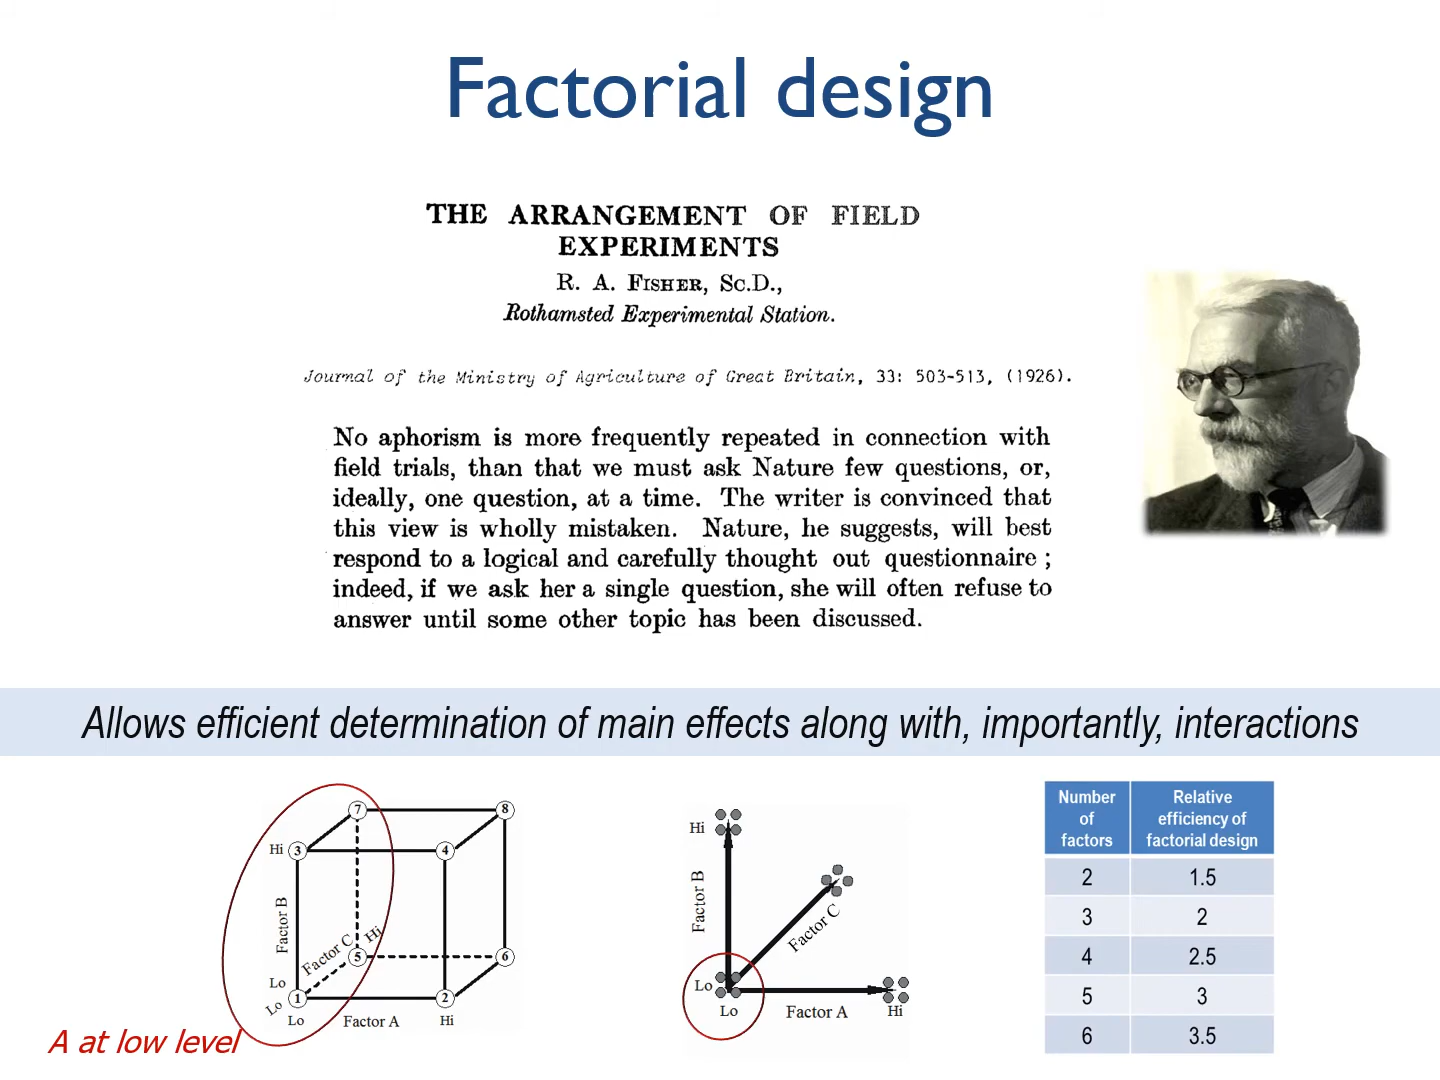 Factorial design
THE ARRANGEMENT OF FIELD
EXPERIMENTS
R. A. FISHER, Sc.D.,
Rothamsted Experimental Station.
Journal of the Ministry of Agriculture of Great Britain, 33: 503-513, (1926).
No aphorism is more frequently repeated in connection with
field trials, than that we must ask Nature few questions, or,
ideally, one question, at a time. The writer is convinced that
this view is wholly mistaken. Nature, he suggests, will best
respond to a logical and carefully thought out questionnaire ;
indeed, if we ask her a single question, she will often refuse to
answer until some other topic has been discussed.
Allows efficient determination of main effects along with, importantly, interactions
7 8
Hi 3 4
Factor B
Factor C Hi
5 6
Lo
Lo 1 2
Lo Factor A Hi
A at low level
Hi
Factor B
Factor C
Lo
Lo Factor A Hi
Number of factors Relative efficiency of factorial design
2 1.5
3 2
4 2.5
5 3
6 3.5